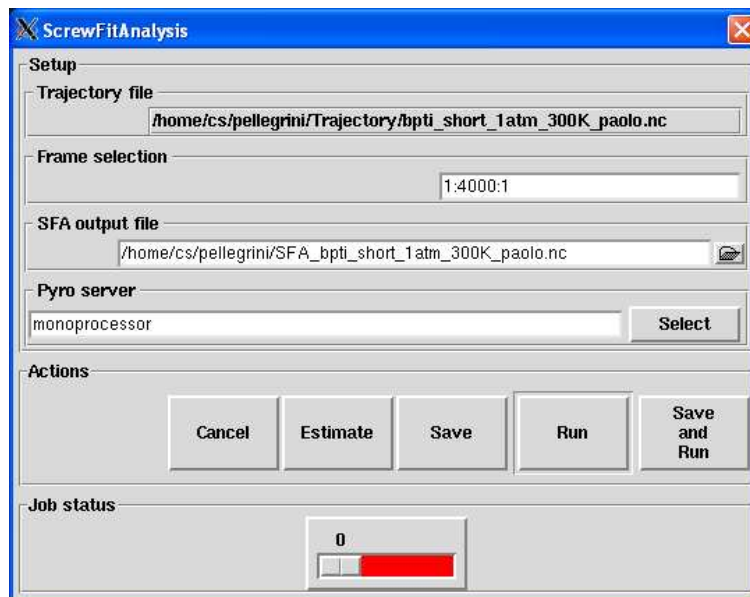 ScrewFitAnalysis
Setup
Trajectory file
/home/cs/pellegrini/Trajectory/bpti_short_1atm_300K_paolo.nc
Frame selection
1:4000:1
SFA output file
/home/cs/pellegrini/SFA_bpti_short_1atm_300K_paolo.nc
Pyro server
monoprocessor
Select
Actions
Cancel
Estimate
Save
Run
Save
and
Run
Job status
0